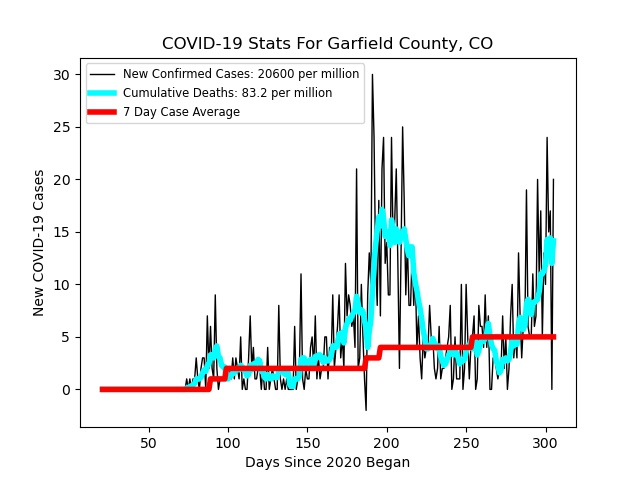 COVID-19 Stats For Garfield County, CO
New Confirmed Cases: 20600 per million
Cumulative Deaths: 83.2 per million
7 Day Case Average
New COVID-19 Cases
30
25
20
15
10
5
0
50 100 150 200 250 300
Days Since 2020 Began